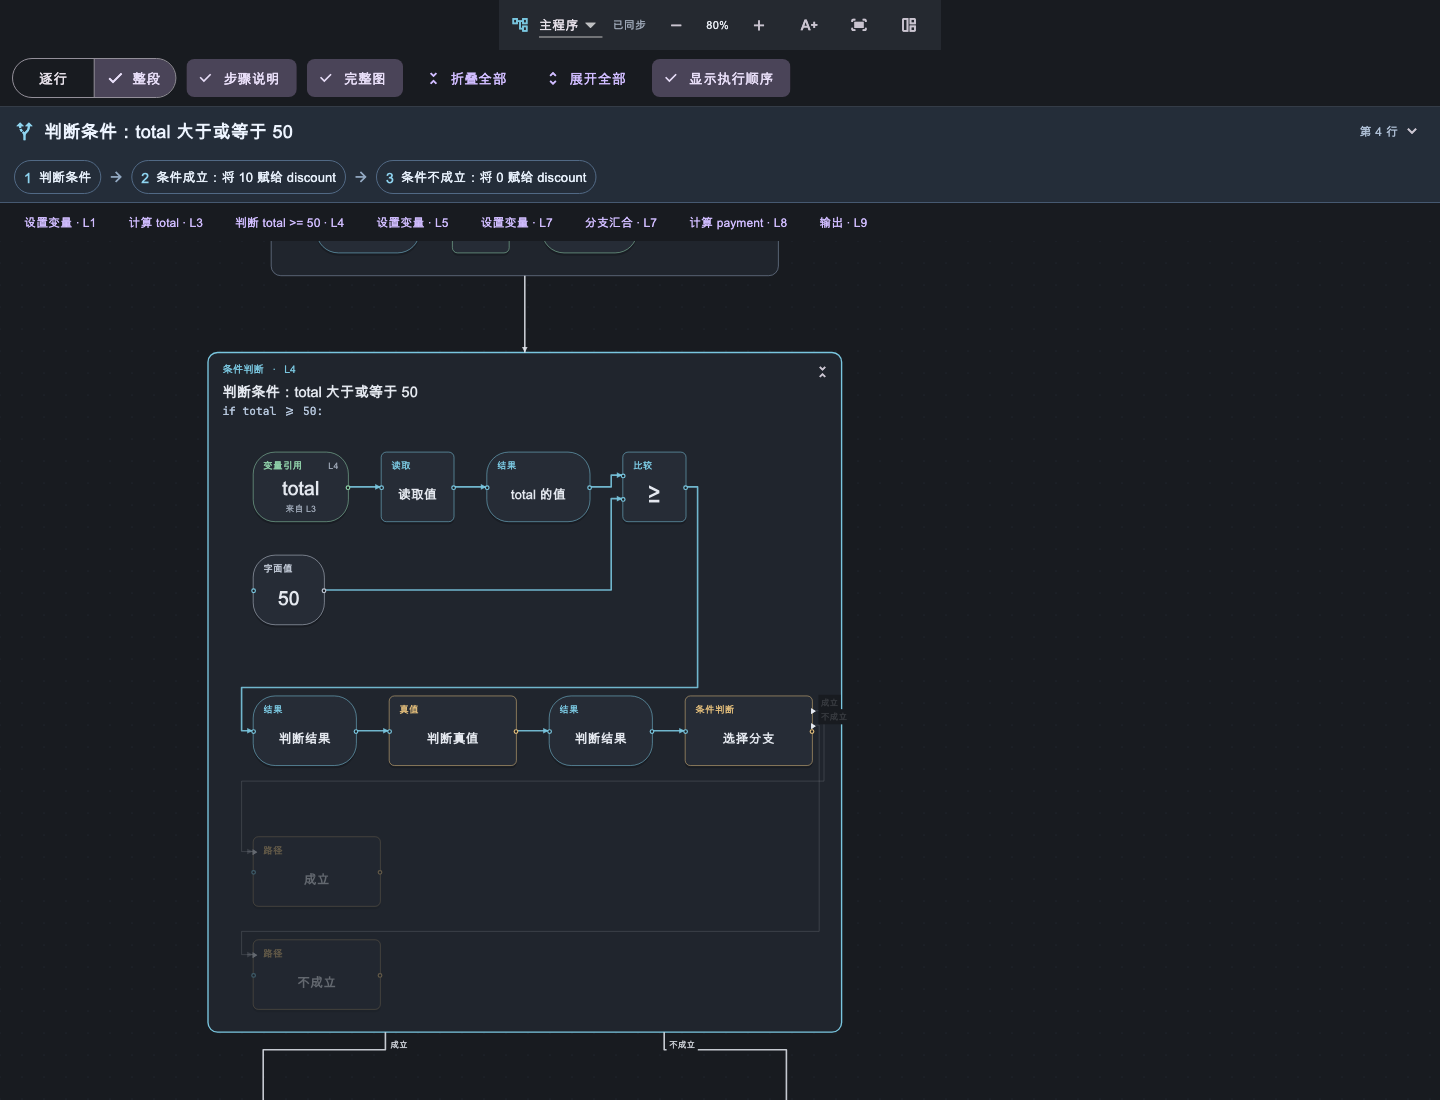 主程序 已同步 − 80% + A+
逐行 整段 步骤说明 完整图 折叠全部 展开全部 显示执行顺序
判断条件：total 大于或等于 50 第 4 行
1 判断条件 → 2 条件成立：将 10 赋给 discount → 3 条件不成立：将 0 赋给 discount
设置变量 · L1 计算 total · L3 判断 total >= 50 · L4 设置变量 · L5 设置变量 · L7 分支汇合 · L7 计算 payment · L8 输出 · L9
条件判断 · L4
判断条件：total 大于或等于 50
if total ⩾ 50:
变量引用 L4
total
来自 L3
读取
读取值
结果
total 的值
比较
≥
字面值
50
结果
判断结果
真值
判断真值
结果
判断结果
条件判断
选择分支
成立
不成立
路径
成立
路径
不成立
成立
不成立